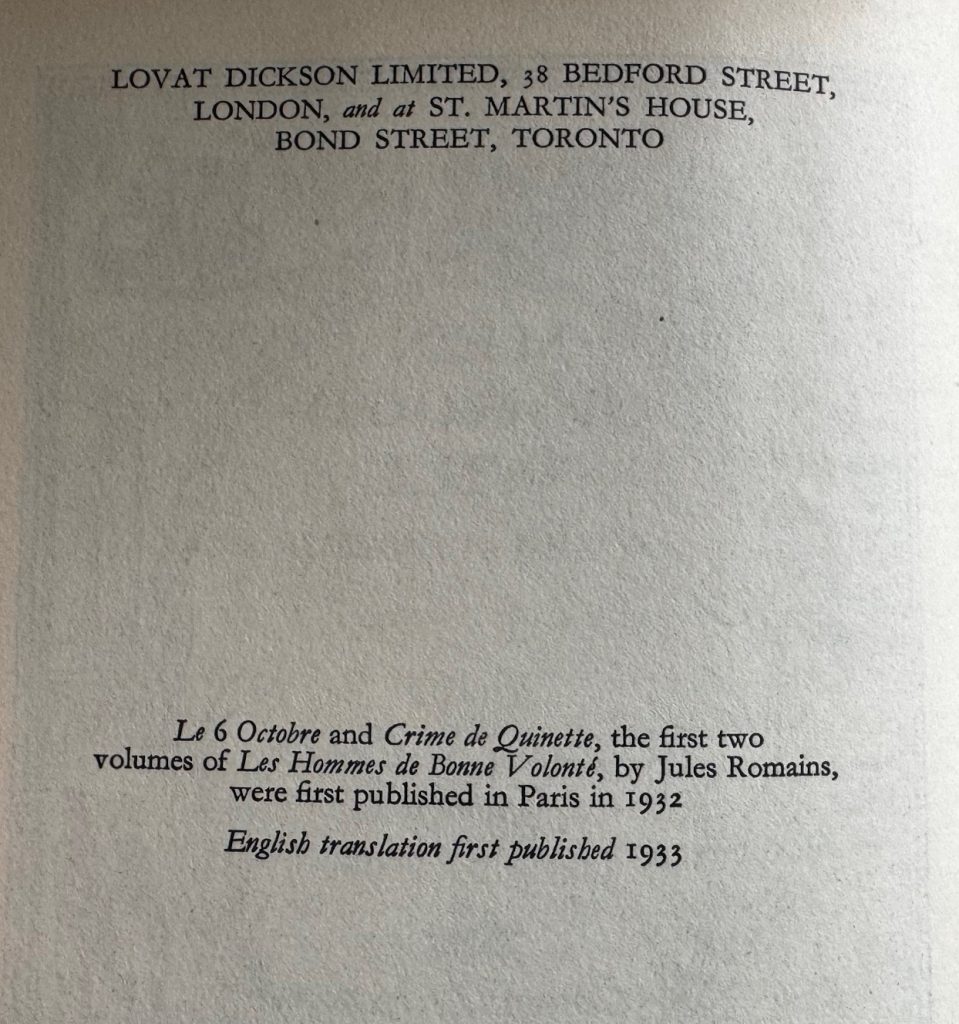 LOVAT DICKSON LIMITED, 38 BEDFORD STREET,
LONDON, and at ST. MARTIN'S HOUSE,
BOND STREET, TORONTO
Le 6 Octobre and Crime de Quinette, the first two
volumes of Les Hommes de Bonne Volonté, by Jules Romains,
were first published in Paris in 1932
English translation first published 1933